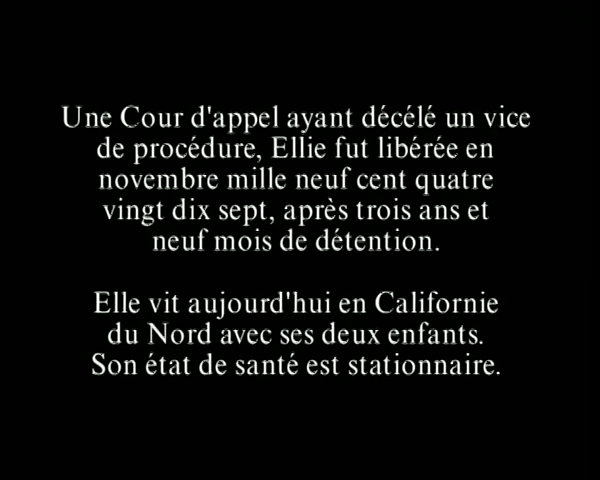 Une Cour d'appel ayant décélé un vice
de procédure, Ellie fut libérée en
novembre mille neuf cent quatre
vingt dix sept, après trois ans et
neuf mois de détention.
Elle vit aujourd'hui en Californie
du Nord avec ses deux enfants.
Son état de santé est stationnaire.